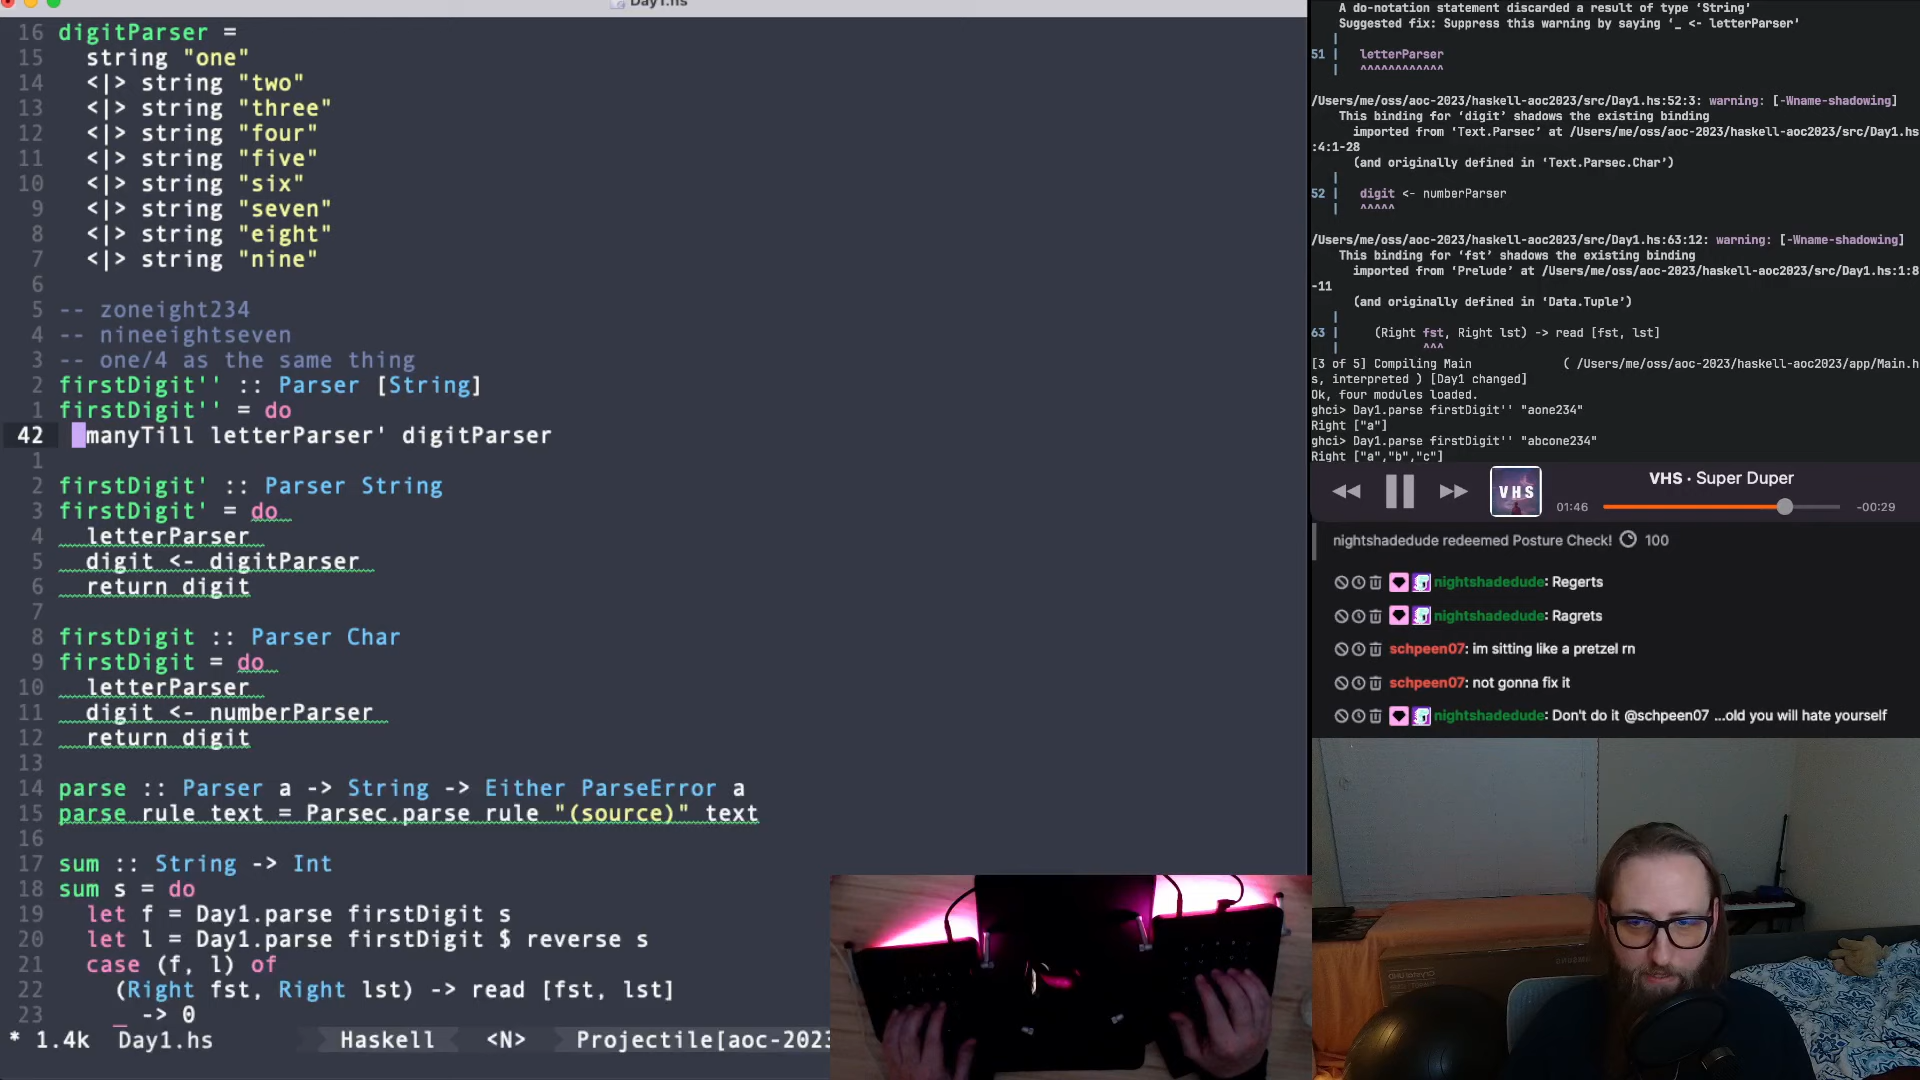 Day1.hs
16 digitParser =
15 string "one"
14 <|> string "two"
13 <|> string "three"
12 <|> string "four"
11 <|> string "five"
10 <|> string "six"
9 <|> string "seven"
8 <|> string "eight"
7 <|> string "nine"
6
5 -- zoneight234
4 -- nineeightseven
3 -- one/4 as the same thing
2 firstDigit'' :: Parser [String]
1 firstDigit'' = do
42 manyTill letterParser' digitParser
1
2 firstDigit' :: Parser String
3 firstDigit' = do
4 letterParser
5 digit <- digitParser
6 return digit
7
8 firstDigit :: Parser Char
9 firstDigit = do
10 letterParser
11 digit <- numberParser
12 return digit
13
14 parse :: Parser a -> String -> Either ParseError a
15 parse rule text = Parsec.parse rule "(source)" text
16
17 sum :: String -> Int
18 sum s = do
19 let f = Day1.parse firstDigit s
20 let l = Day1.parse firstDigit $ reverse s
21 case (f, l) of
22 (Right fst, Right lst) -> read [fst, lst]
23 _ -> 0
* 1.4k Day1.hs Haskell <N> Projectile[aoc-2023
A do-notation statement discarded a result of type ‘String’
Suggested fix: Suppress this warning by saying ‘_ <- letterParser’
|
51 | letterParser
| ^^^^^^^^^^^^
/Users/me/oss/aoc-2023/haskell-aoc2023/src/Day1.hs:52:3: warning: [-Wname-shadowing]
This binding for ‘digit’ shadows the existing binding
imported from ‘Text.Parsec’ at /Users/me/oss/aoc-2023/haskell-aoc2023/src/Day1.hs
:4:1-28
(and originally defined in ‘Text.Parsec.Char’)
|
52 | digit <- numberParser
| ^^^^^
/Users/me/oss/aoc-2023/haskell-aoc2023/src/Day1.hs:63:12: warning: [-Wname-shadowing]
This binding for ‘fst’ shadows the existing binding
imported from ‘Prelude’ at /Users/me/oss/aoc-2023/haskell-aoc2023/src/Day1.hs:1:8
-11
(and originally defined in ‘Data.Tuple’)
|
63 | (Right fst, Right lst) -> read [fst, lst]
| ^^^
[3 of 5] Compiling Main ( /Users/me/oss/aoc-2023/haskell-aoc2023/app/Main.h
s, interpreted ) [Day1 changed]
Ok, four modules loaded.
ghci> Day1.parse firstDigit'' "aone234"
Right ["a"]
ghci> Day1.parse firstDigit'' "abcone234"
Right ["a","b","c"]
VHS
VHS · Super Duper
01:46
-00:29
nightshadedude redeemed Posture Check! 100
nightshadedude: Regerts
nightshadedude: Ragrets
schpeen07: im sitting like a pretzel rn
schpeen07: not gonna fix it
nightshadedude: Don't do it @schpeen07 ...old you will hate yourself